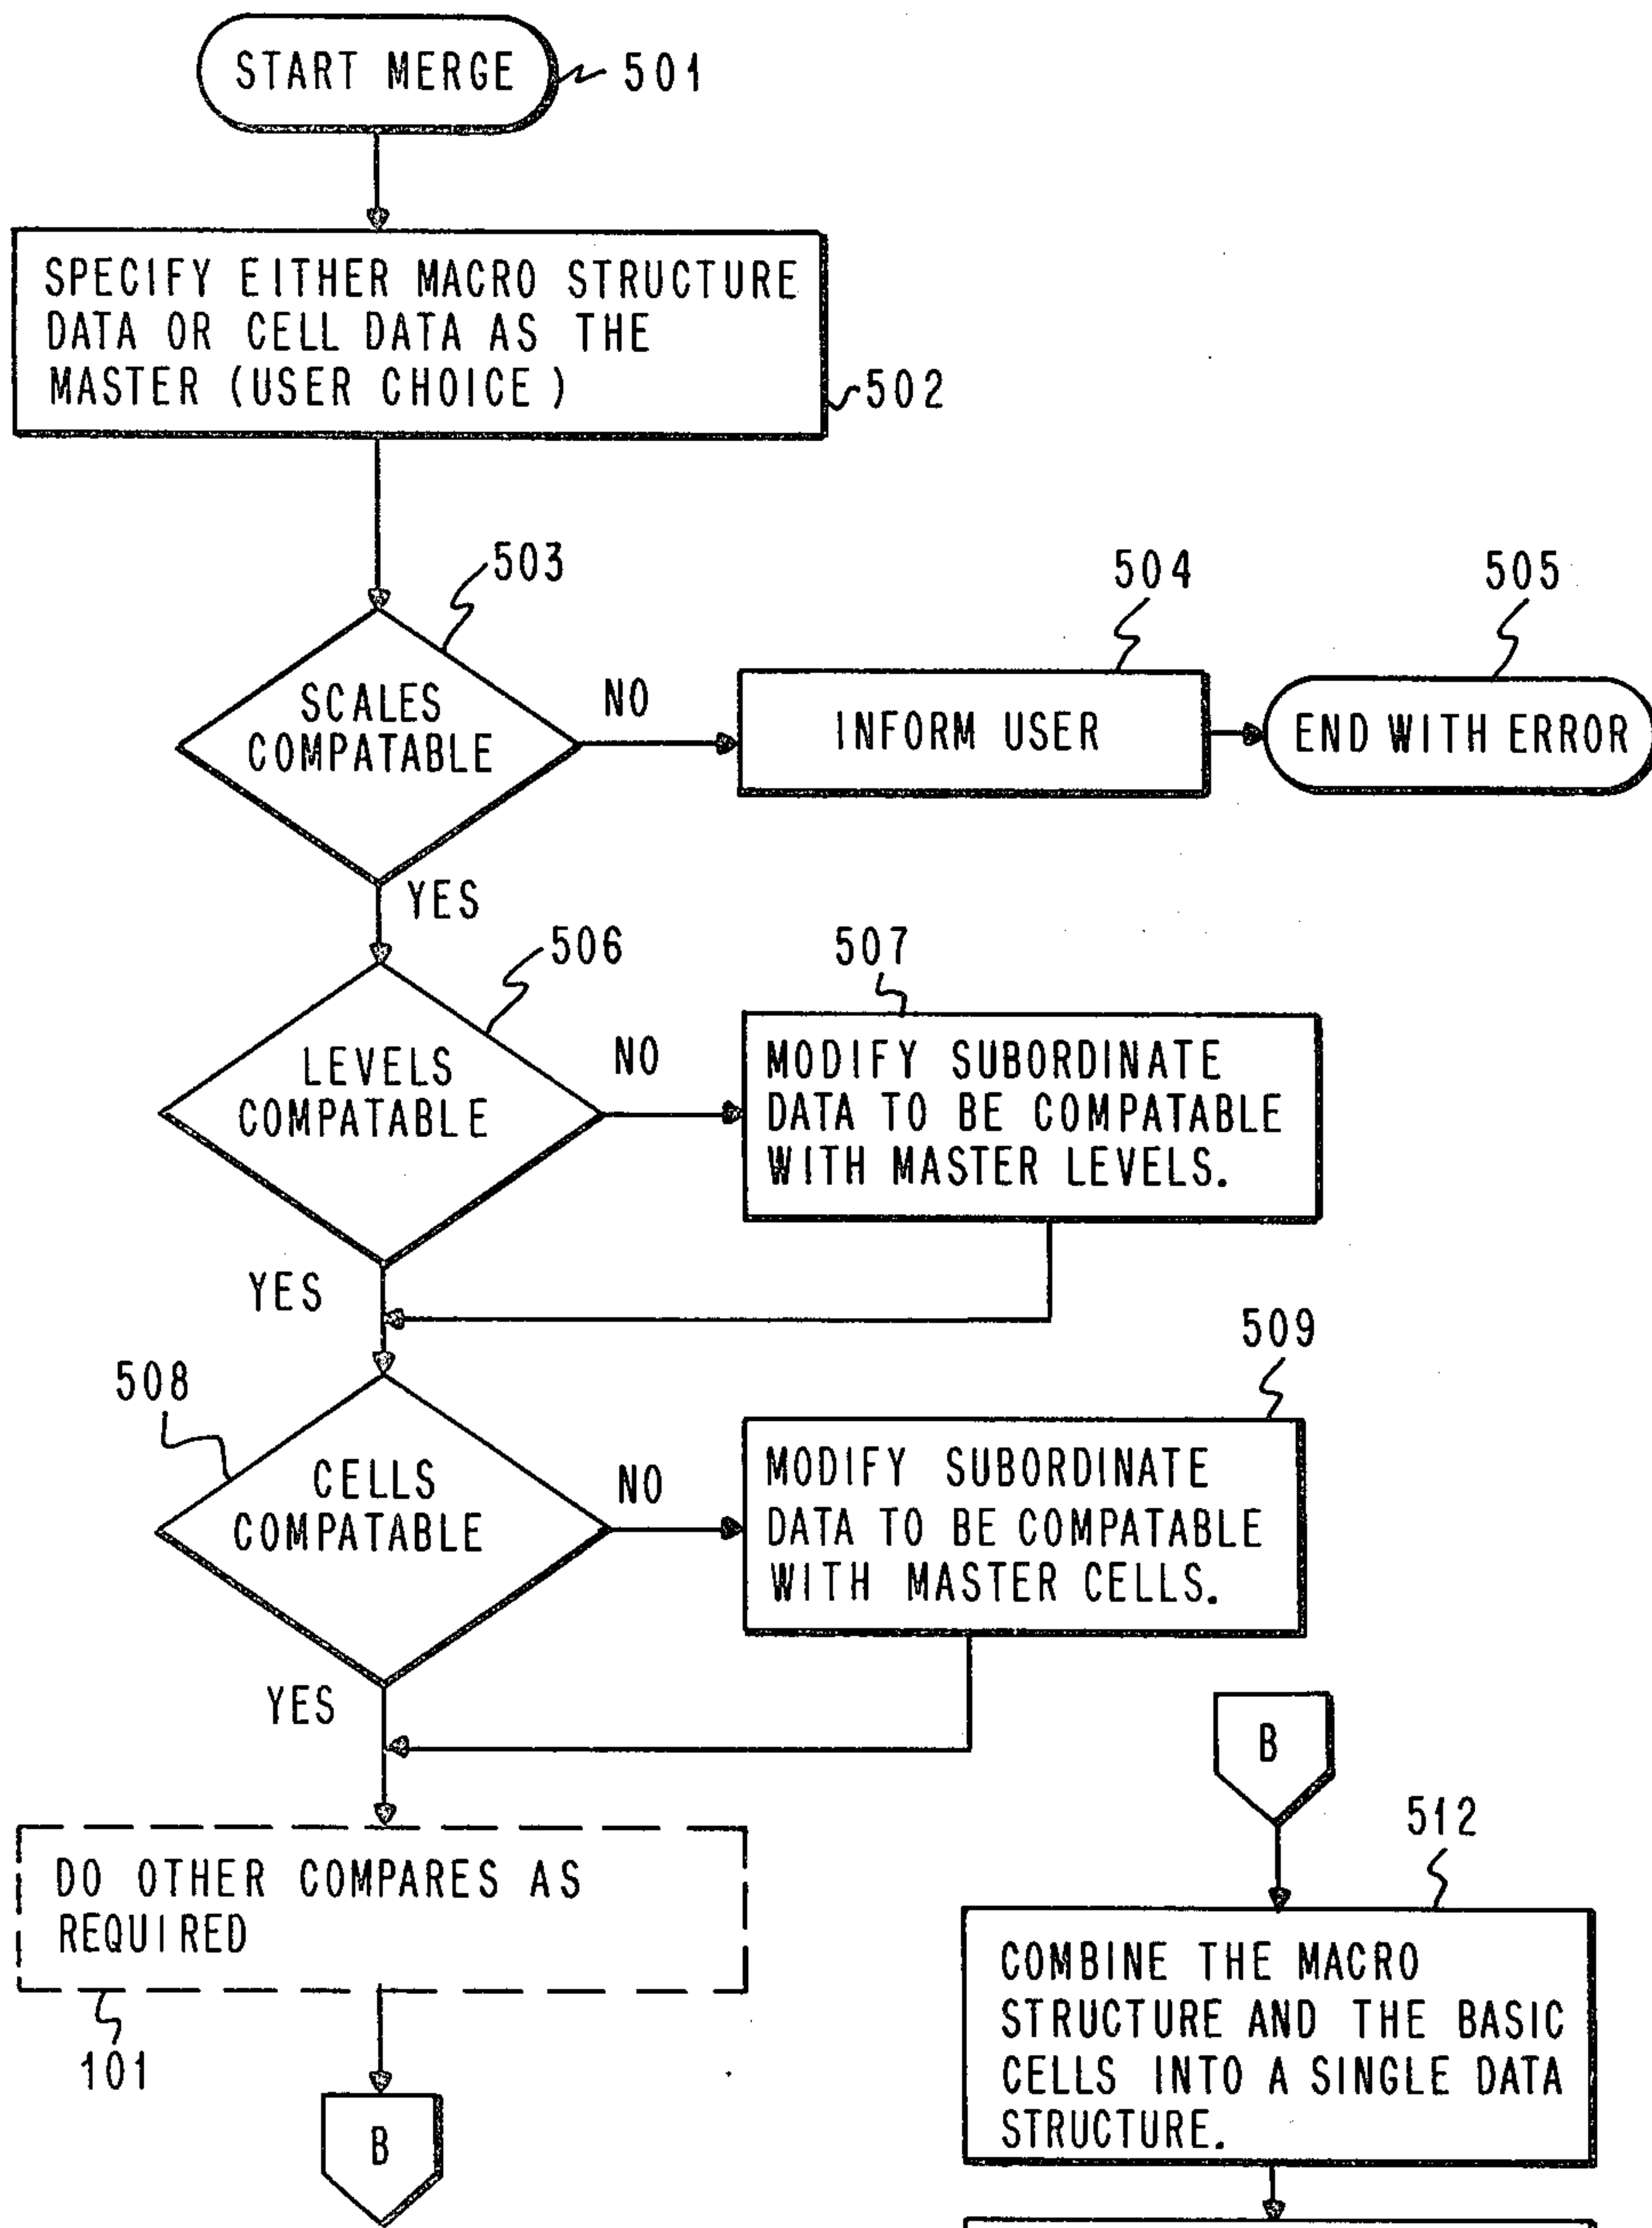 START MERGE
501
SPECIFY EITHER MACRO STRUCTURE
DATA OR CELL DATA AS THE
MASTER (USER CHOICE)
502
503
504
505
SCALES
COMPATABLE
NO
INFORM USER
END WITH ERROR
YES
506
507
LEVELS
COMPATABLE
NO
MODIFY SUBORDINATE
DATA TO BE COMPATABLE
WITH MASTER LEVELS.
YES
508
509
CELLS
COMPATABLE
NO
MODIFY SUBORDINATE
DATA TO BE COMPATABLE
WITH MASTER CELLS.
YES
DO OTHER COMPARES AS
REQUIRED
101
B
B
512
COMBINE THE MACRO
STRUCTURE AND THE BASIC
CELLS INTO A SINGLE DATA
STRUCTURE.